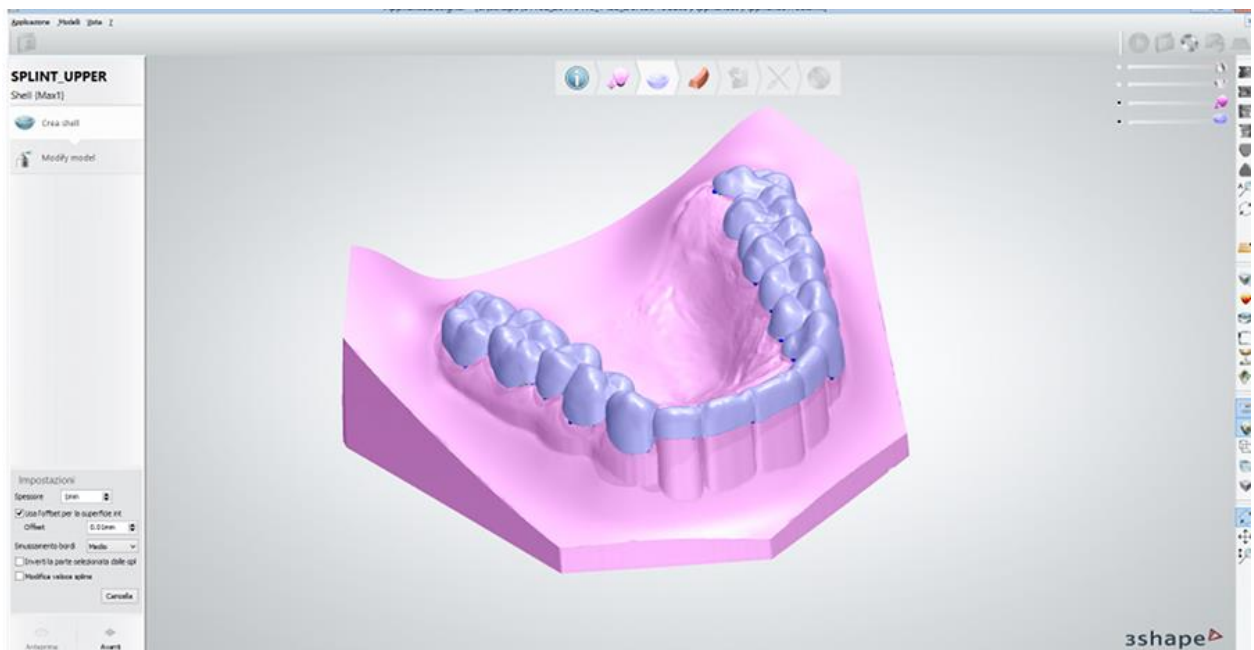 Applicazione Modelli Vista ?
SPLINT_UPPER
Shell (Max1)
Crea shell
Modify model
Impostazioni
Spessore 1mm
Usa l'offset per la superficie int
Offset 0.01mm
Smussamento bordi Medio
Inverti la parte selezionata dalle spl
Modifica veloce spline
Cancella
Anteprima Avanti
3shape